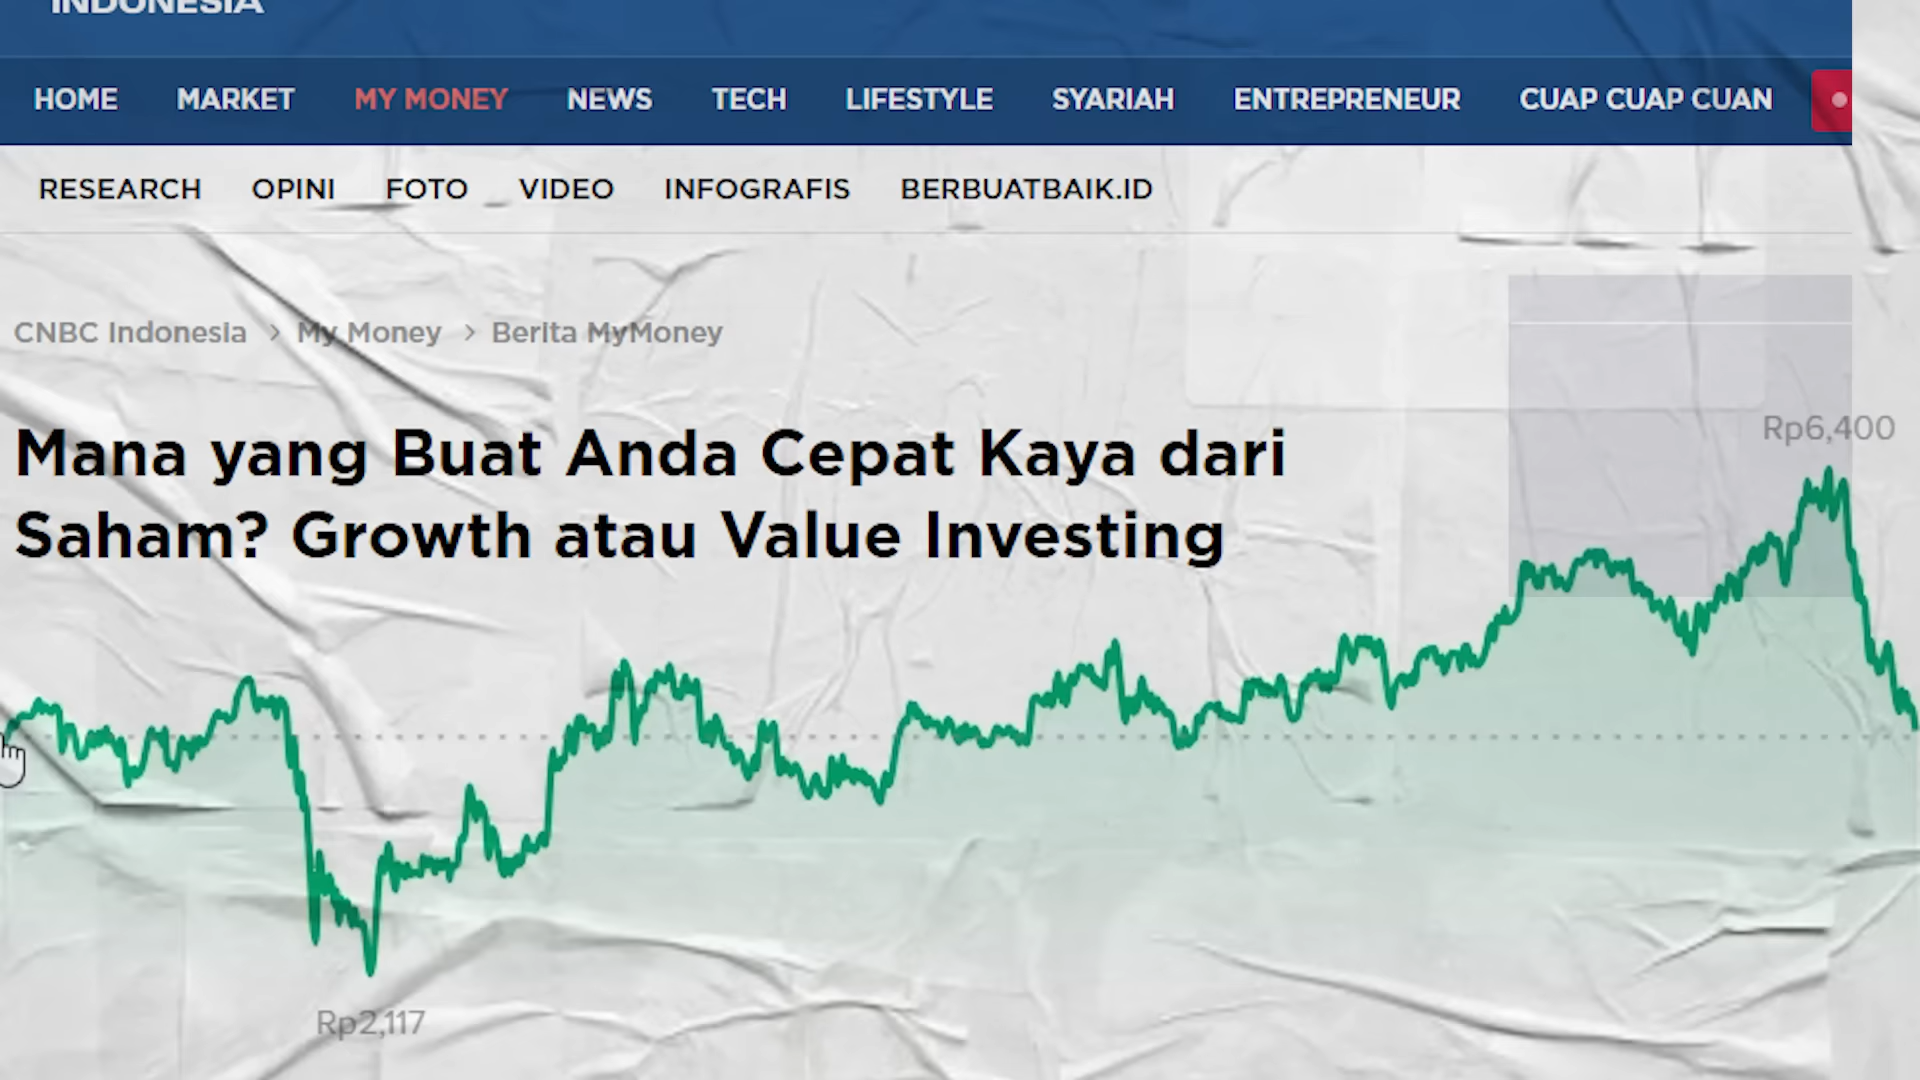 INDONESIA
HOME MARKET MY MONEY NEWS TECH LIFESTYLE SYARIAH ENTREPRENEUR CUAP CUAP CUAN
RESEARCH OPINI FOTO VIDEO INFOGRAFIS BERBUATBAIK.ID
CNBC Indonesia > My Money > Berita MyMoney
Mana yang Buat Anda Cepat Kaya dari
Saham? Growth atau Value Investing
Rp6,400
Rp2,117